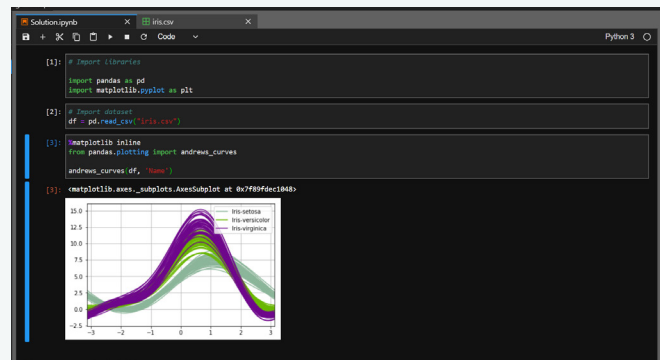 Solution.ipynb
iris.csv
Code
Python 3
[1]: # Import Libraries
import pandas as pd
import matplotlib.pyplot as plt
[2]: # Import dataset
df = pd.read_csv("iris.csv")
[3]: %matplotlib inline
from pandas.plotting import andrews_curves
andrews_curves(df, 'Name')
[3]: <matplotlib.axes._subplots.AxesSubplot at 0x7f89fdec1048>
15.0
12.5
10.0
7.5
5.0
2.5
0.0
−2.5
Iris-setosa
Iris-versicolor
Iris-virginica
−3 −2 −1 0 1 2 3